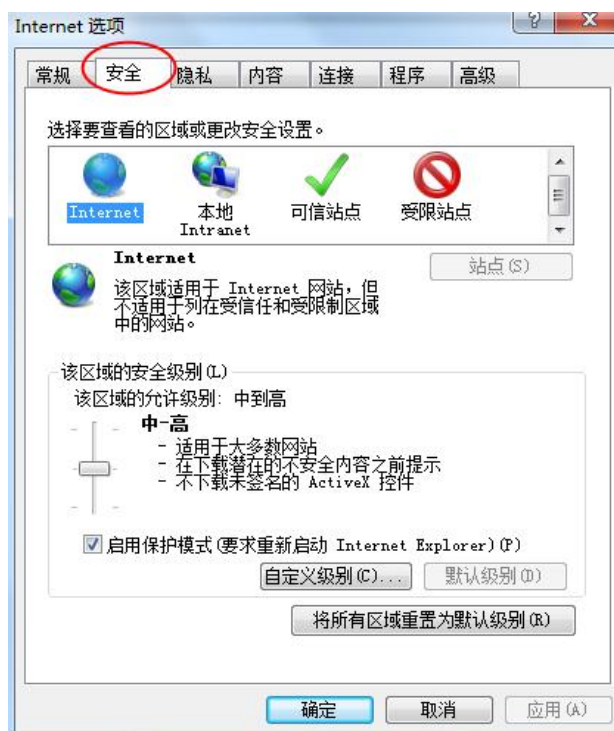 Internet 选项
常规 安全 隐私 内容 连接 程序 高级
选择要查看的区域或更改安全设置。
Internet 本地 Intranet 可信站点 受限站点
Internet
站点(S)
该区域适用于 Internet 网站，但
不适用于列在受信任和受限制区域
中的网站。
该区域的安全级别(L)
该区域的允许级别: 中到高
中-高
- 适用于大多数网站
- 在下载潜在的不安全内容之前提示
- 不下载未签名的 ActiveX 控件
启用保护模式(要求重新启动 Internet Explorer)(P)
自定义级别(C)... 默认级别(D)
将所有区域重置为默认级别(R)
确定 取消 应用(A)